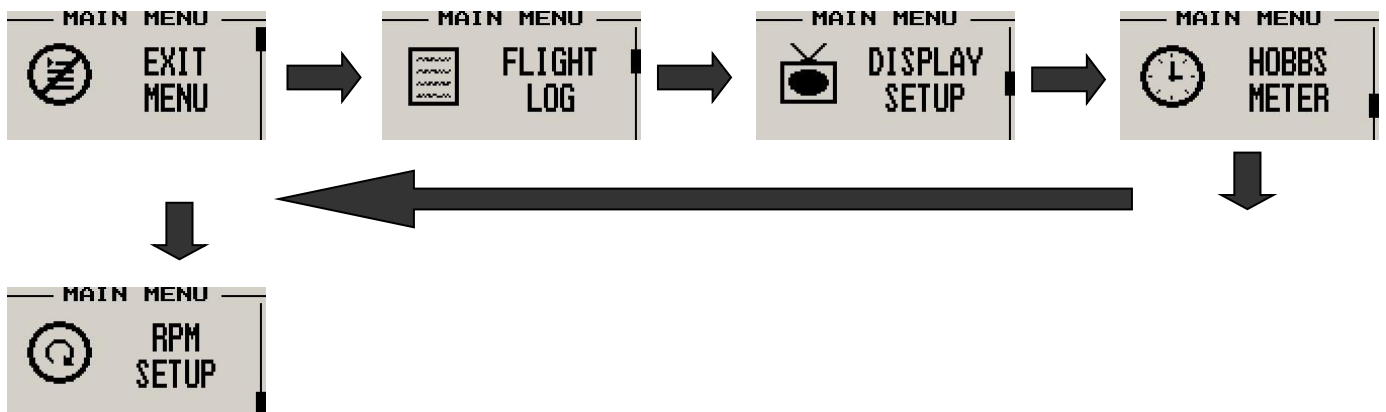 MAIN MENU
EXIT
MENU
MAIN MENU
FLIGHT
LOG
MAIN MENU
DISPLAY
SETUP
MAIN MENU
HOBBS
METER
MAIN MENU
RPM
SETUP